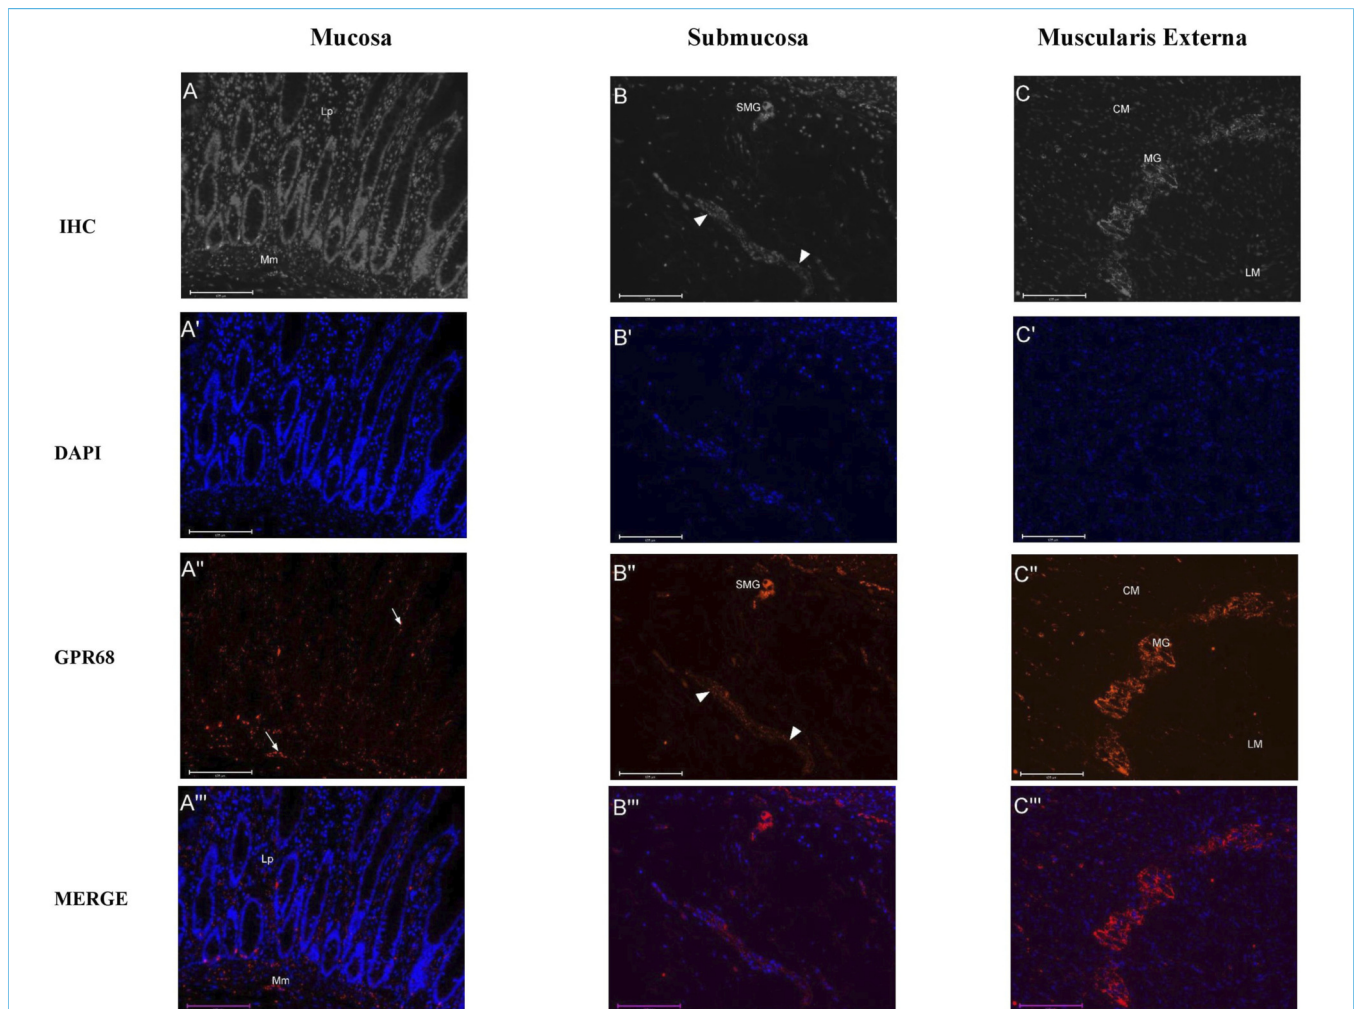 Mucosa Submucosa Muscularis Externa
IHC
A Lp Mm
B SMG
C CM MG LM
DAPI
A'
B'
C'
GPR68
A"
B" SMG
C" CM MG LM
MERGE
A''' Lp Mm
B'''
C'''